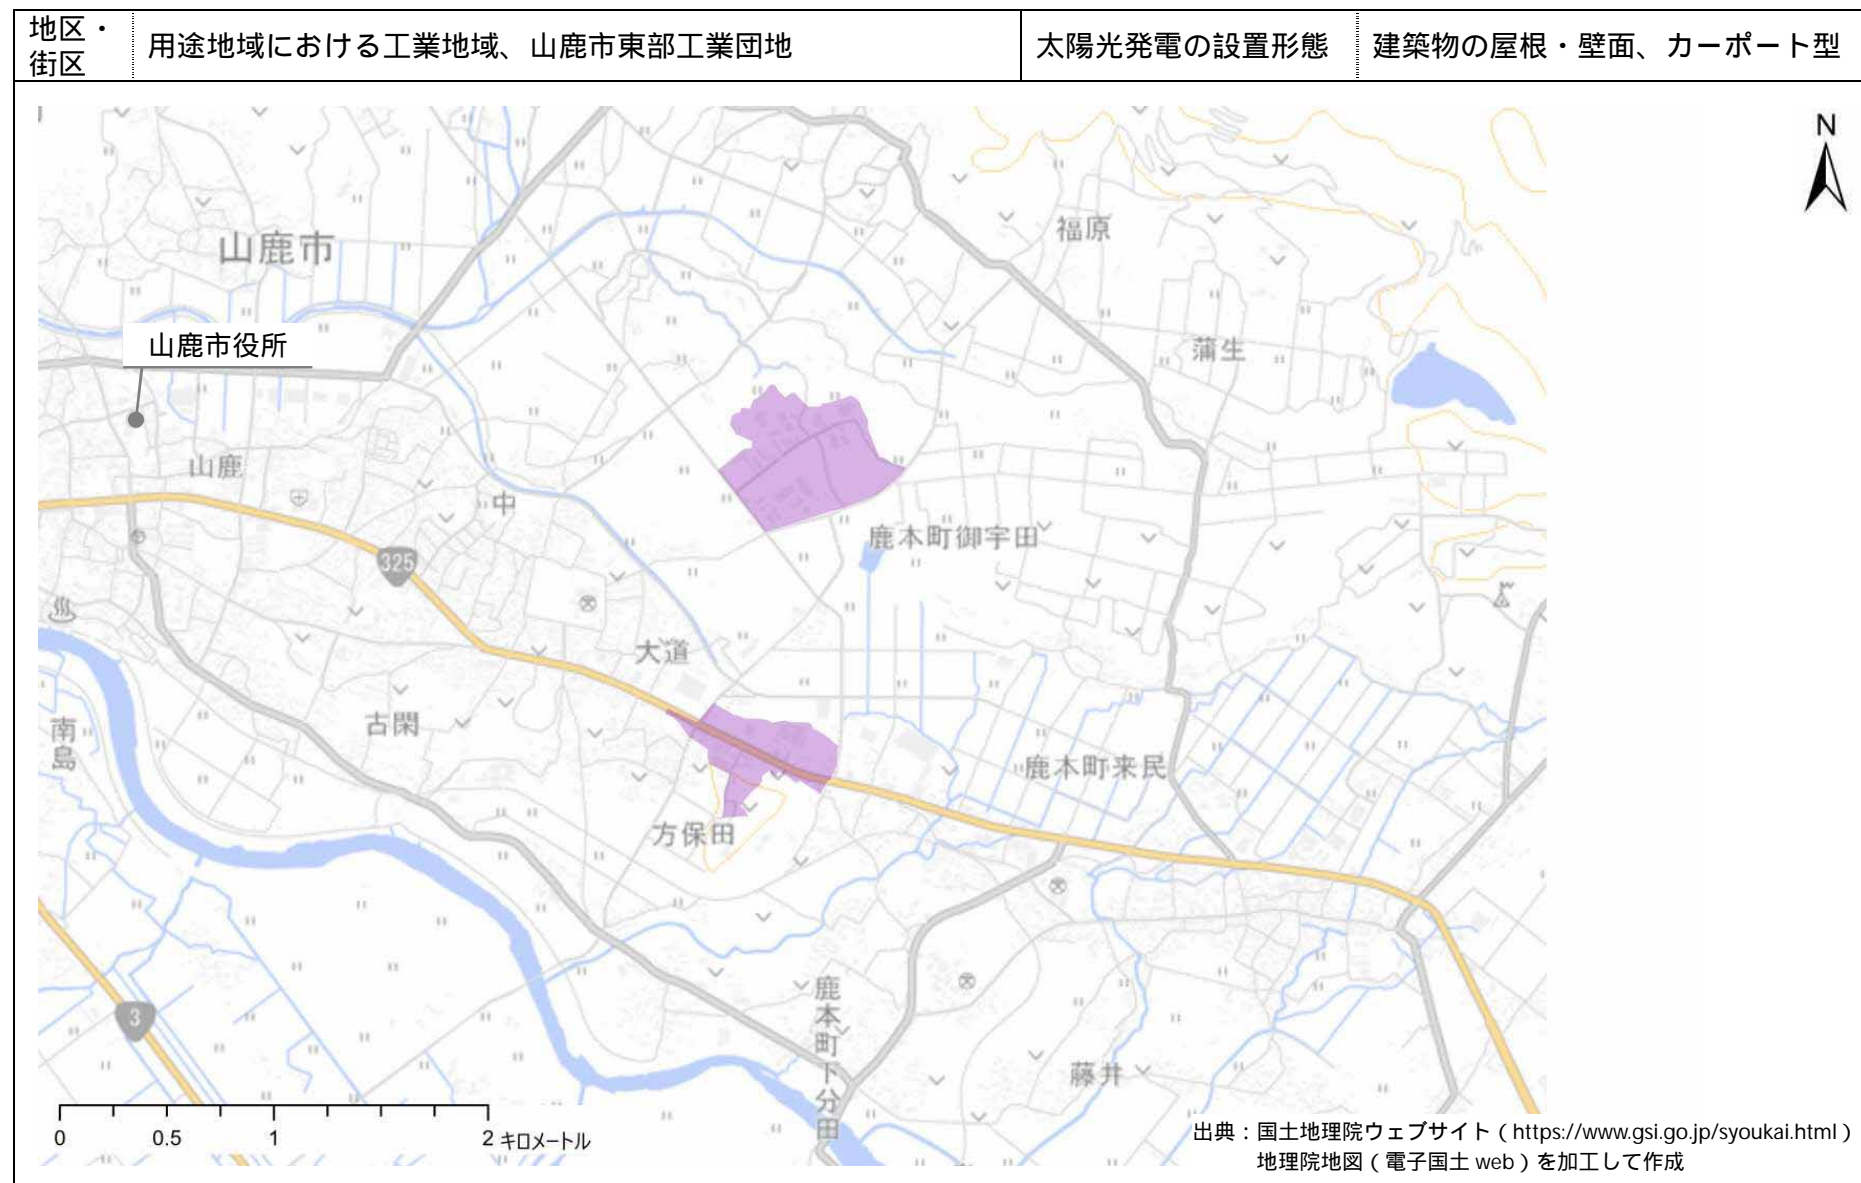 地区・
街区
用途地域における工業地域、山鹿市東部工業団地
太陽光発電の設置形態
建築物の屋根・壁面、カーポート型
N
福原
山鹿市
山鹿市役所
蒲生
山鹿
中
鹿本町御宇田
325
大道
南島
古閑
鹿本町来民
方保田
3
鹿本町下分田
藤井
0 0.5 1 2 キロメートル
出典：国土地理院ウェブサイト（https://www.gsi.go.jp/syoukai.html）
地理院地図（電子国土 web）を加工して作成